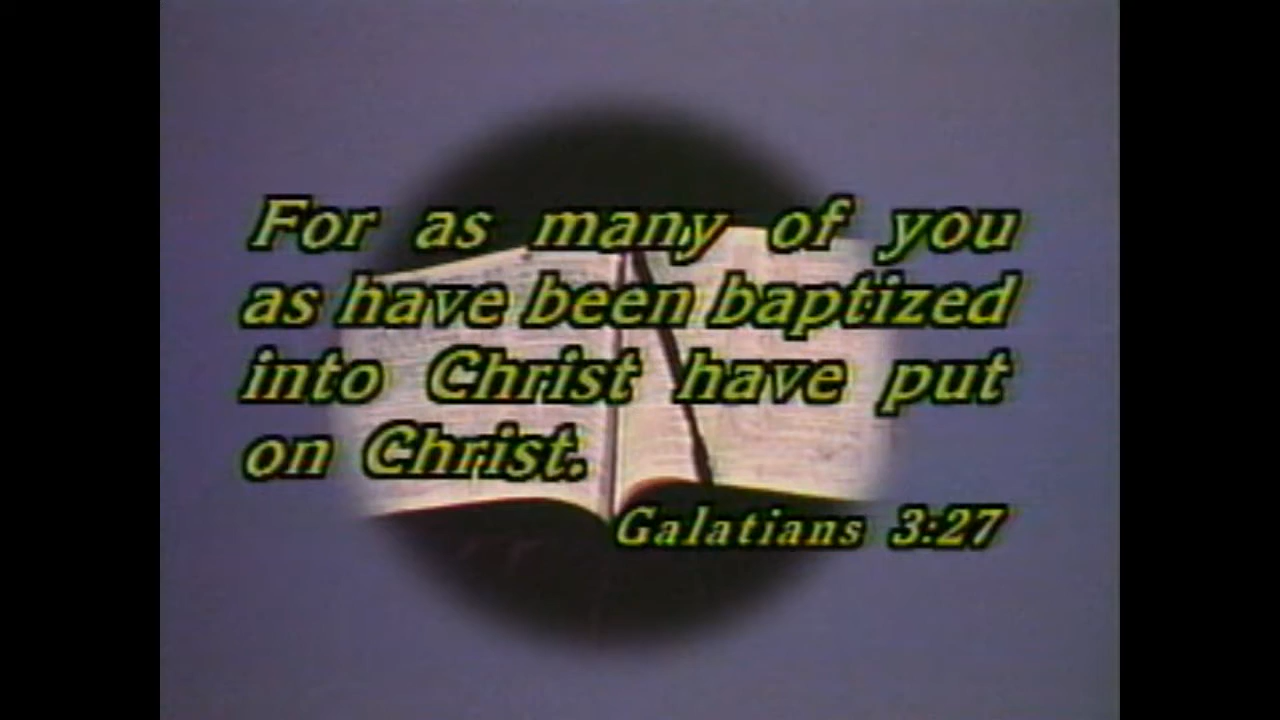 For as many of you
as have been baptized
into Christ have put
on Christ.
Galatians 3:27